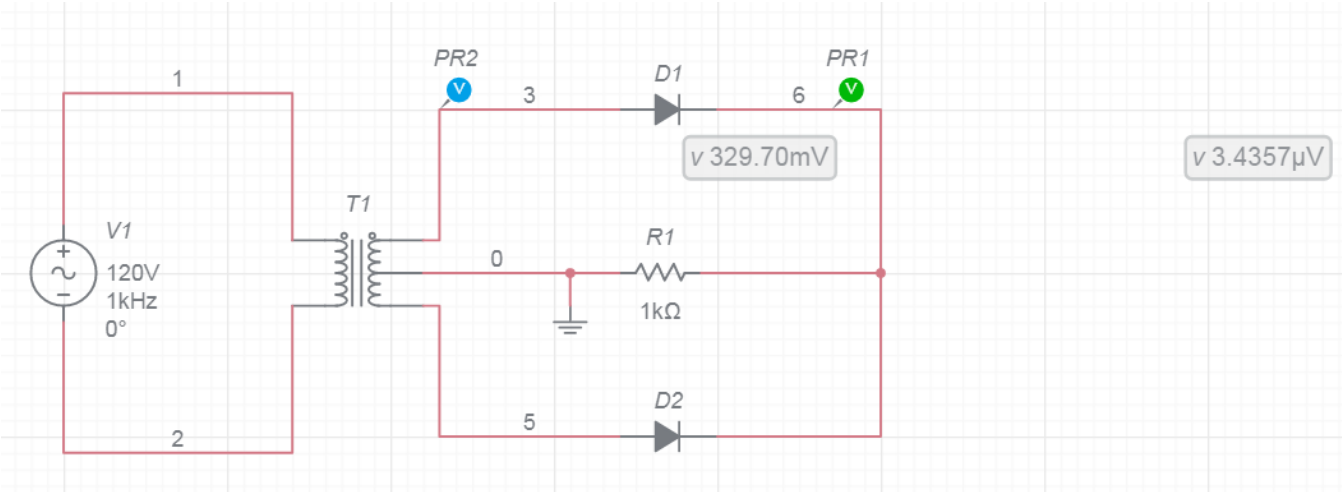 PR2
PR1
1
D1
3
6
v 329.70mV
v 3.4357µV
T1
V1
R1
0
120V
1kHz
0°
1kΩ
D2
5
2